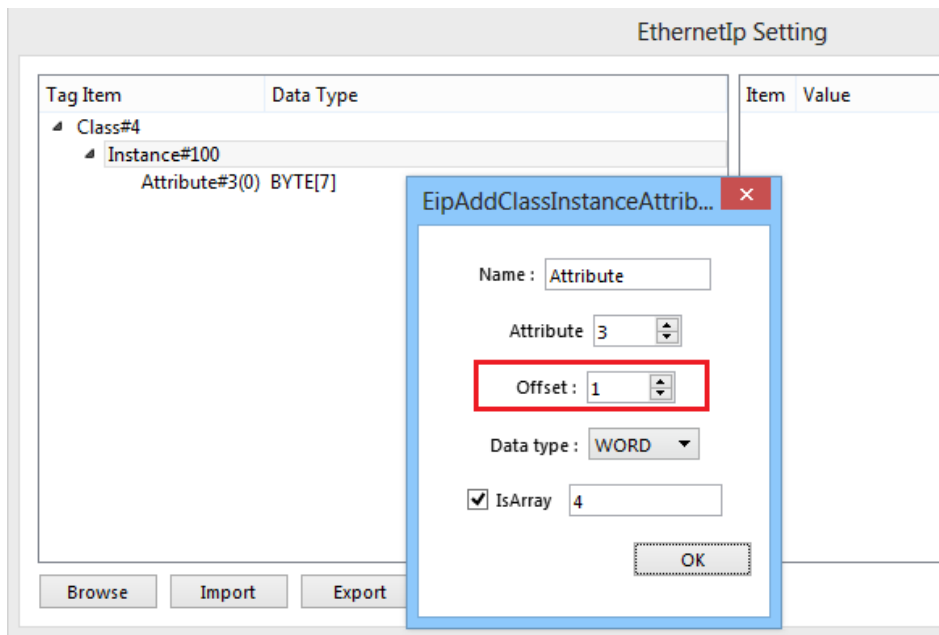 EthernetIp Setting
Tag Item Data Type Item Value
Class#4
Instance#100
Attribute#3(0) BYTE[7]
EipAddClassInstanceAttrib...
Name : Attribute
Attribute 3
Offset : 1
Data type : WORD
IsArray 4
OK
Browse Import Export